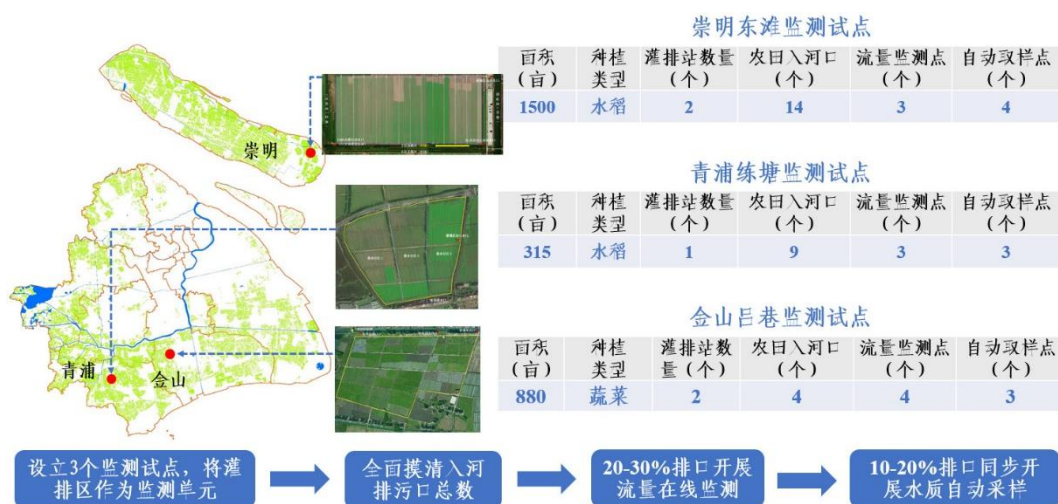 崇明东滩监测试点
面积 种植 灌排站数量 农田入河口 流量监测点 自动取样点
(亩) 类型 (个) (个) (个) (个)
1500 水稻 2 14 3 4
崇明
青浦练塘监测试点
面积 种植 灌排站数量 农田入河口 流量监测点 自动取样点
(亩) 类型 (个) (个) (个) (个)
315 水稻 1 9 3 3
金山吕巷监测试点
面积 种植 灌排站数 农田入河口 流量监测点 自动取样点
(亩) 类型 量(个) (个) (个) (个)
880 蔬菜 2 4 4 3
青浦
金山
设立3个监测试点，将灌
排区作为监测单元
全面摸清入河
排污口总数
20-30%排口开展
流量在线监测
10-20%排口同步开
展水质自动采样